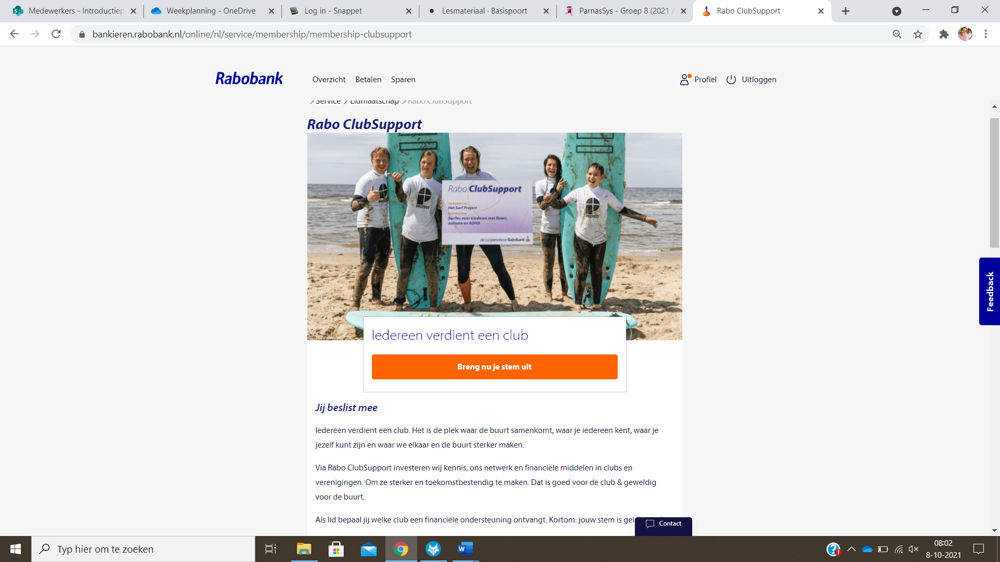 Medewerkers - Introductiep
Weekplanning - OneDrive
Log in - Snappet
Lesmateriaal · Basispoort
ParnasSys - Groep 8 (2021 /
Rabo ClubSupport
bankieren.rabobank.nl/online/nl/service/membership/membership-clubsupport
Rabobank
Overzicht
Betalen
Sparen
Profiel
Uitloggen
Service
Lidmaatschap
Rabo ClubSupport
Rabo ClubSupport
Rabo ClubSupport
Het Surf Project
Surfles voor kinderen met Down,
autisme en ADHD
de coöperatieve Rabobank
PROTEST
PROTEST
PROTEST
Iedereen verdient een club
Breng nu je stem uit
Feedback
Jij beslist mee
Iedereen verdient een club. Het is de plek waar de buurt samenkomt, waar je iedereen kent, waar je
jezelf kunt zijn en waar we elkaar en de buurt sterker maken.
Via Rabo ClubSupport investeren wij kennis, ons netwerk en financiële middelen in clubs en
verenigingen. Om ze sterker en toekomstbestendig te maken. Dat is goed voor de club & geweldig
voor de buurt.
Als lid bepaal jij welke club een financiële ondersteuning ontvangt. Kortom: jouw stem is gel
Contact
Typ hier om te zoeken
08:02
8-10-2021